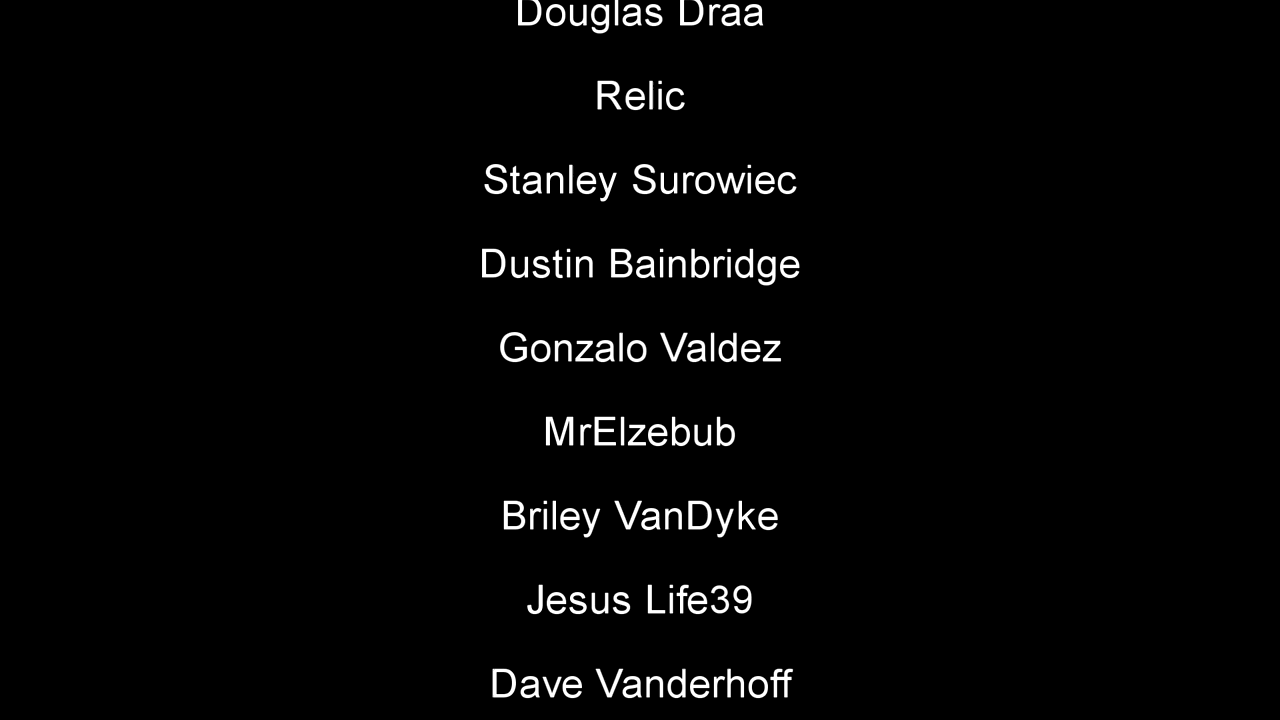 Douglas Draa
Relic
Stanley Surowiec
Dustin Bainbridge
Gonzalo Valdez
MrElzebub
Briley VanDyke
Jesus Life39
Dave Vanderhoff